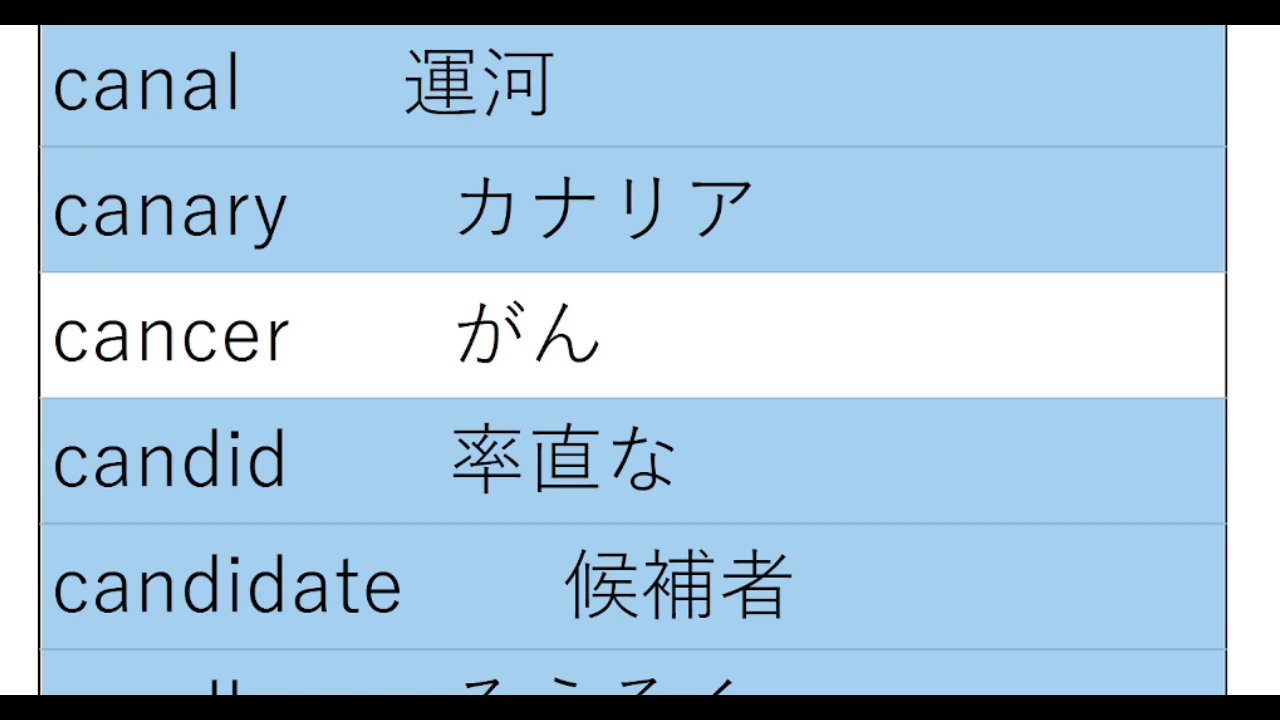 canal 運河
canary カナリア
cancer がん
candid 率直な
candidate 候補者